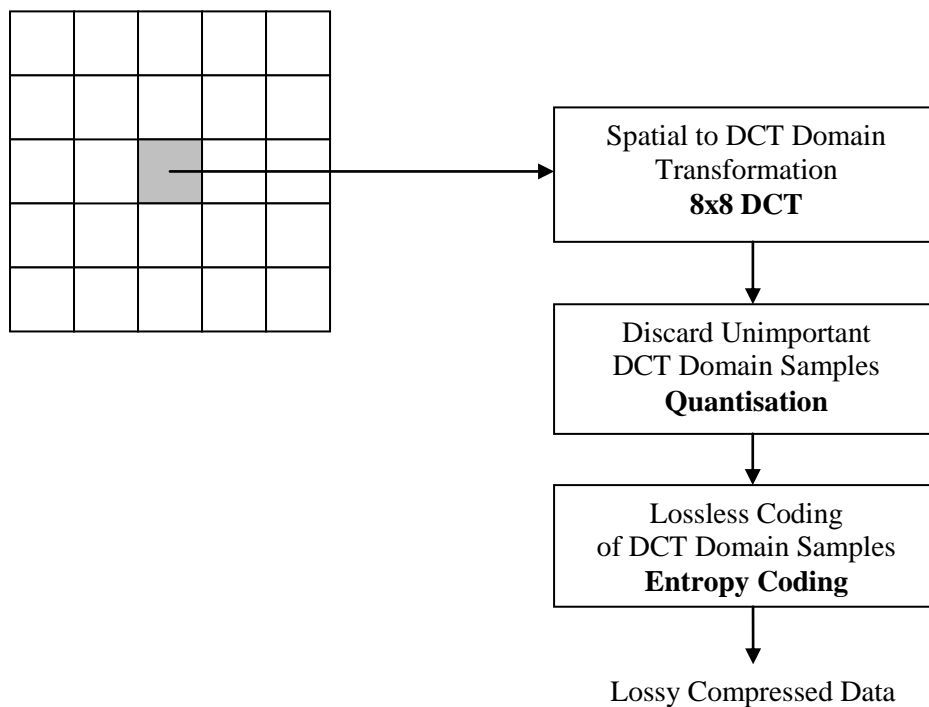 Spatial to DCT Domain
Transformation
8x8 DCT
Discard Unimportant
DCT Domain Samples
Quantisation
Lossless Coding
of DCT Domain Samples
Entropy Coding
Lossy Compressed Data